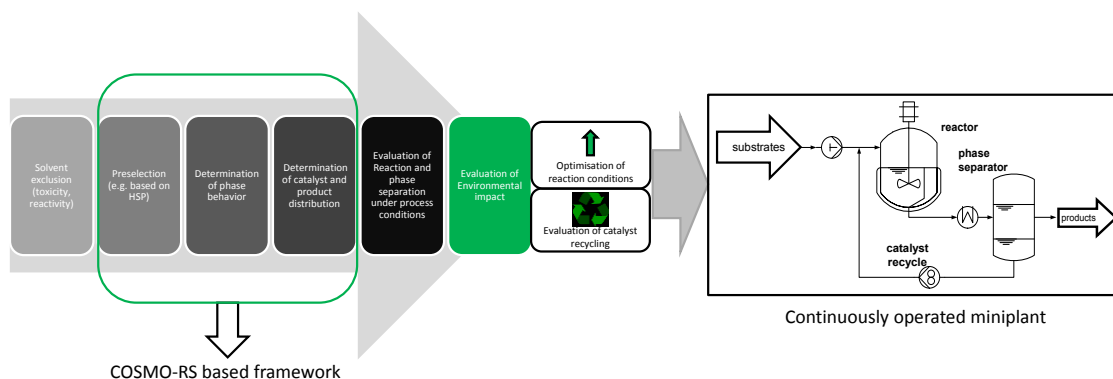 Solvent
exclusion
(toxicity,
reactivity)
Preselection
(e.g. based on
HSP)
Determination
of phase
behavior
Determination
of catalyst and
product
distribution
Evaluation of
Reaction and
phase
separation
under process
conditions
Evaluation of
Environmental
impact
Optimisation of
reaction conditions
Evaluation of catalyst
recycling
COSMO-RS based framework
substrates
reactor
phase
separator
products
catalyst
recycle
Continuously operated miniplant